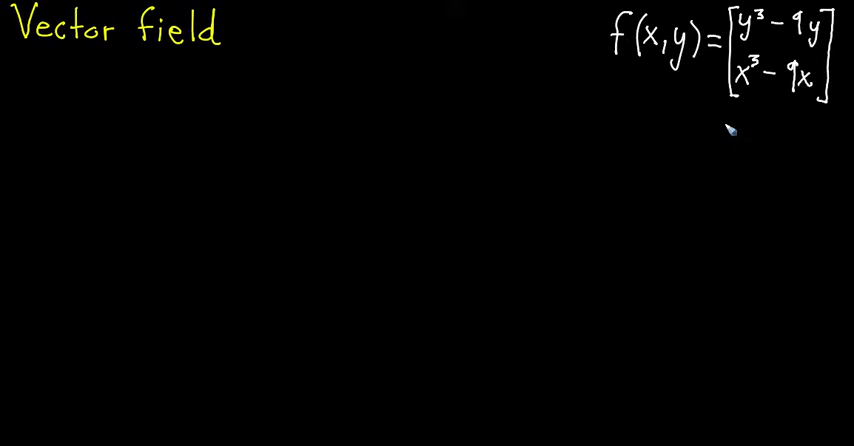 Vector field
f(x,y) = [y³ - 9y
x³ - 9x]